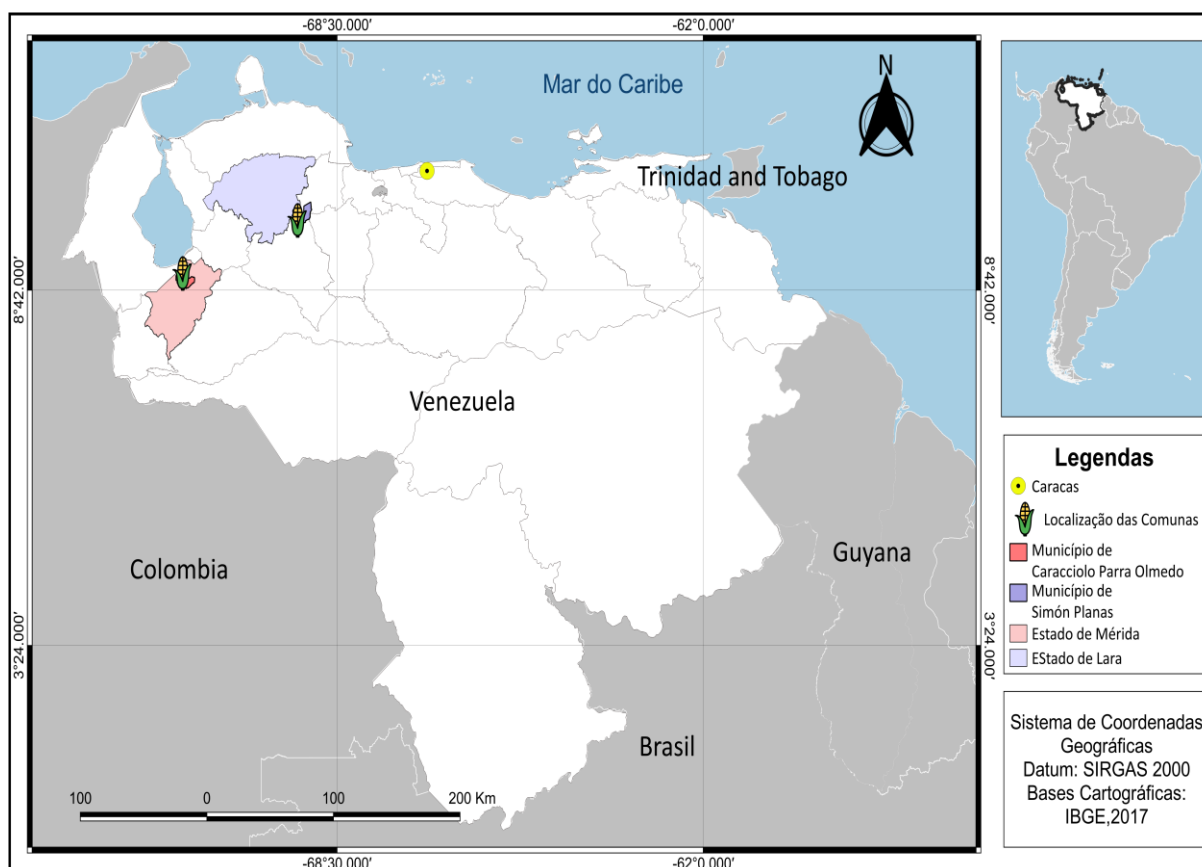 -68°30.000'
-62°0.000'
Mar do Caribe
N
Trinidad and Tobago
8°42.000'
8°42.000'
Venezuela
Colombia
Guyana
3°24.000'
3°24.000'
Brasil
100
0
100
200 Km
-68°30.000'
-62°0.000'
Legendas
Caracas
Localização das Comunas
Município de
Caracciolo Parra Olmedo
Município de
Simón Planas
Estado de Mérida
EStado de Lara
Sistema de Coordenadas
Geográficas
Datum: SIRGAS 2000
Bases Cartográficas:
IBGE,2017